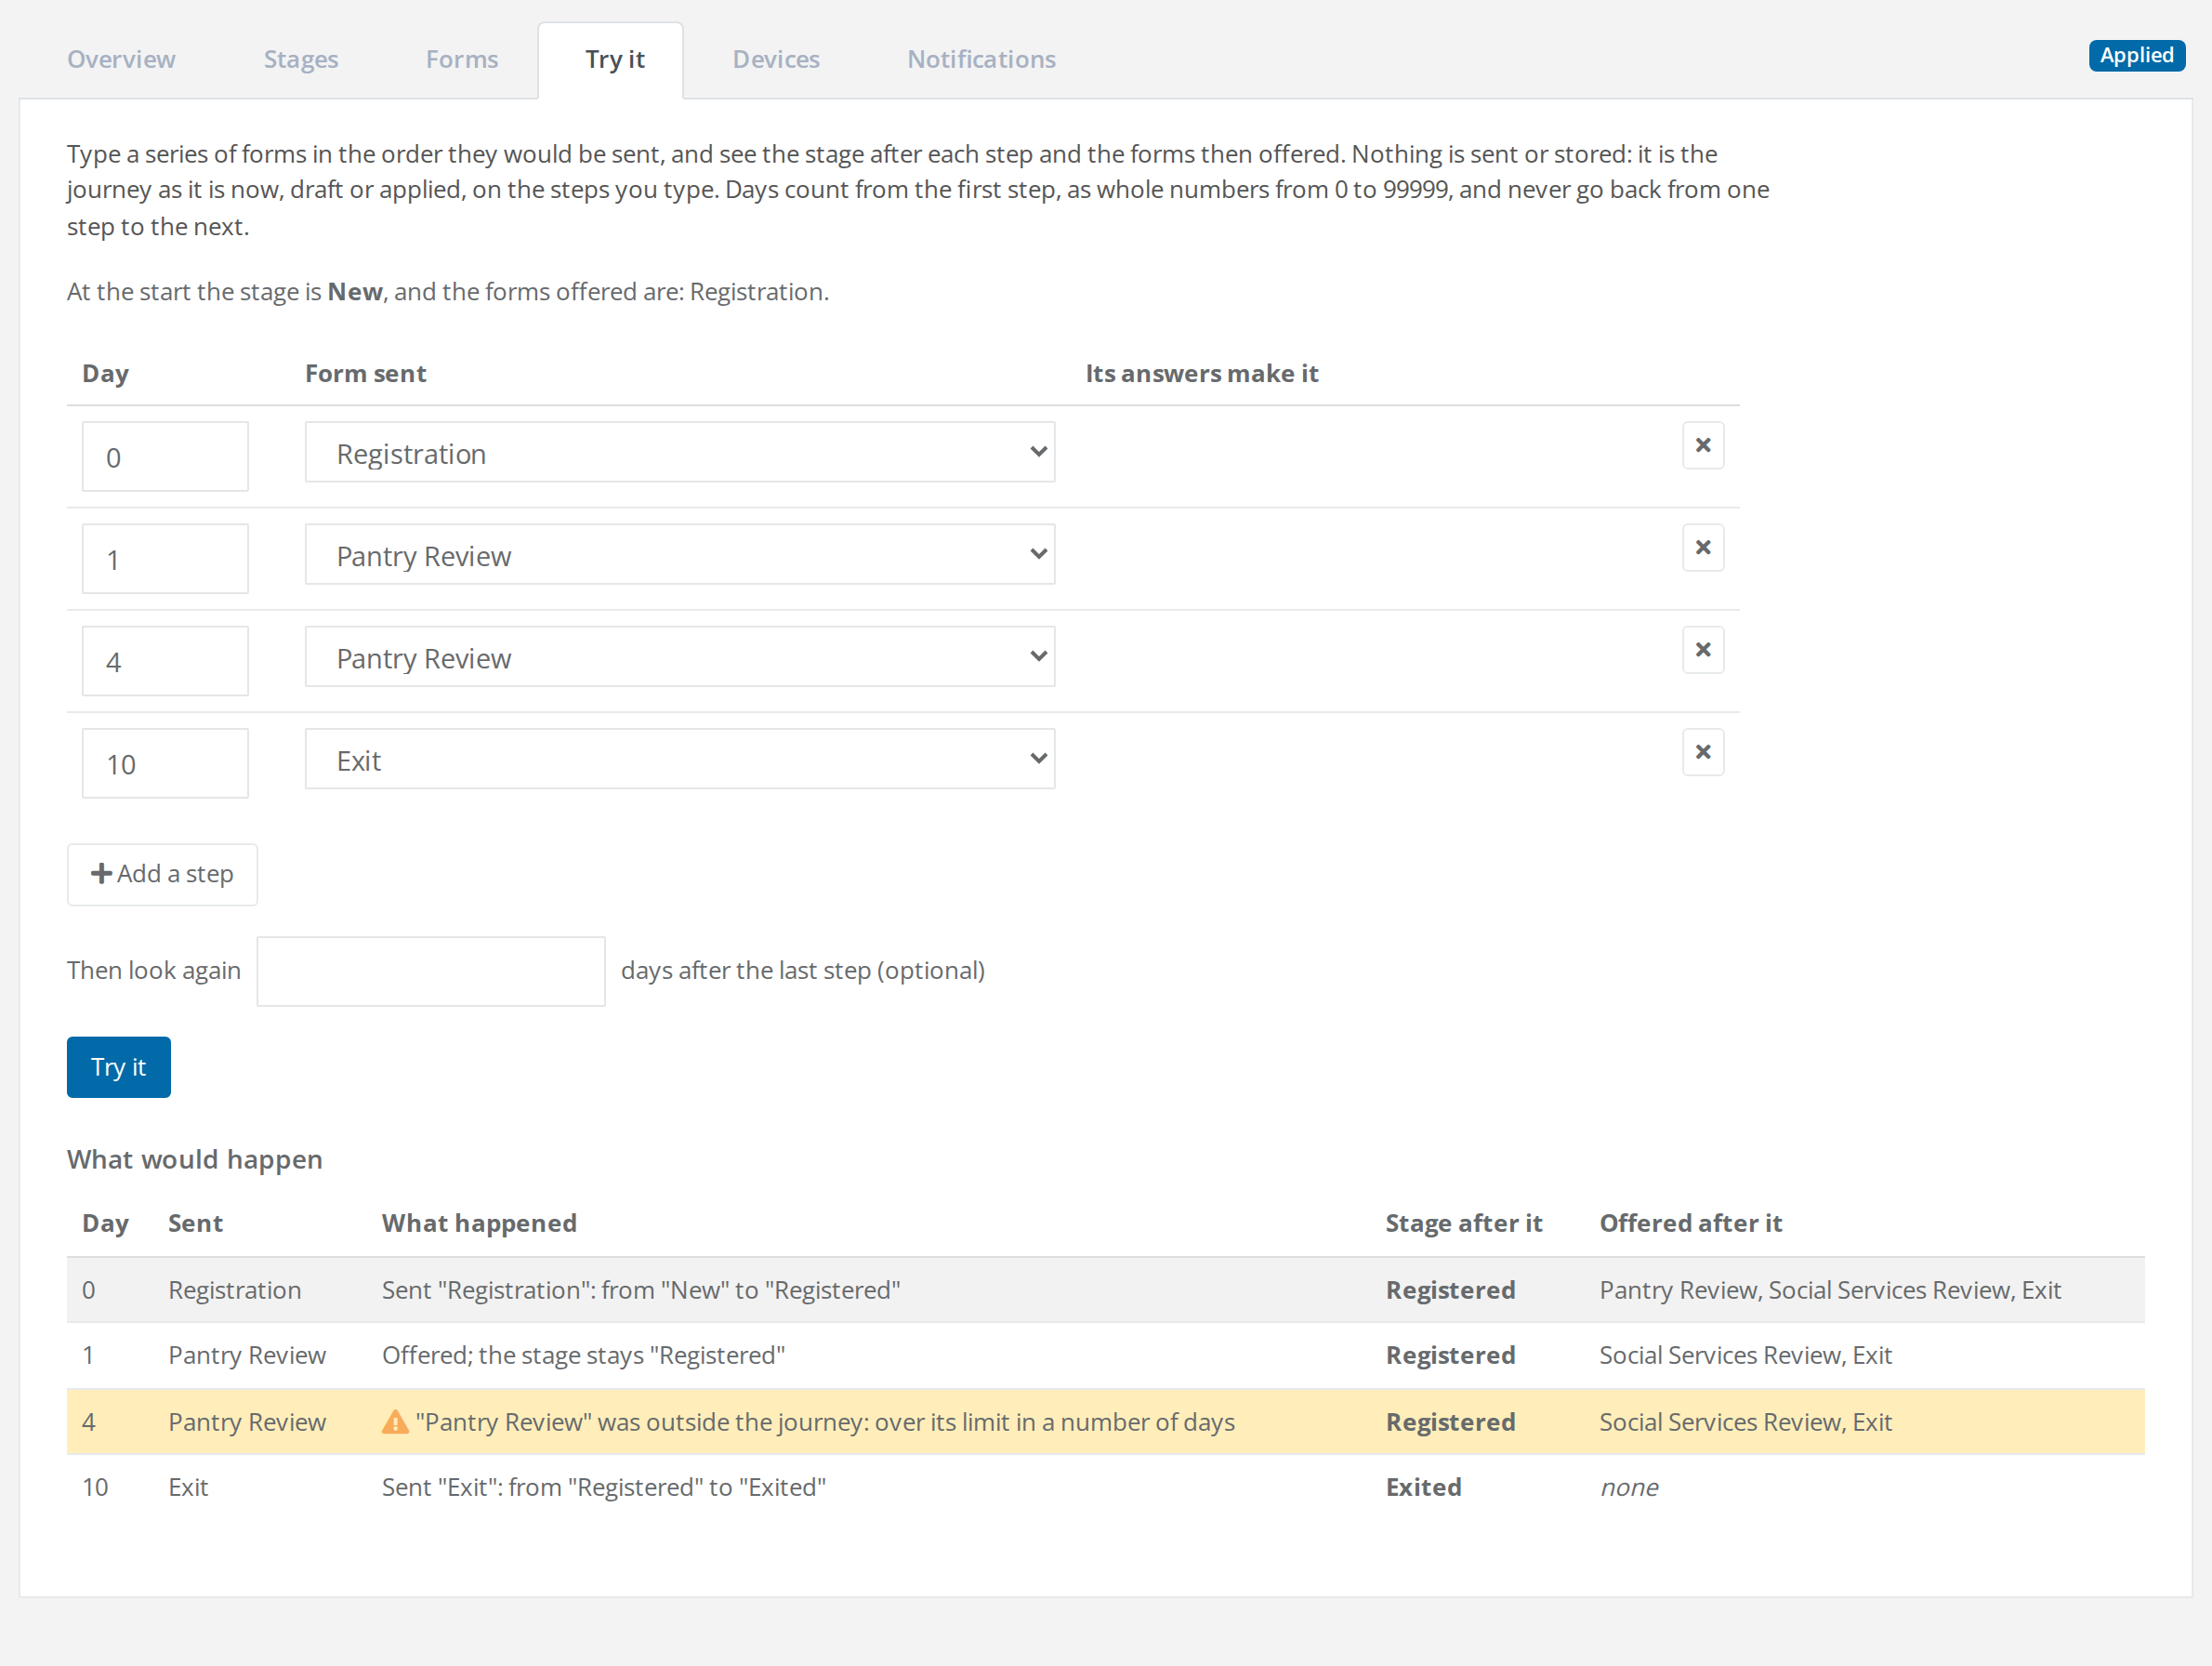 Overview Stages Forms Try it Devices Notifications Applied
Type a series of forms in the order they would be sent, and see the stage after each step and the forms then offered. Nothing is sent or stored: it is the
journey as it is now, draft or applied, on the steps you type. Days count from the first step, as whole numbers from 0 to 99999, and never go back from one
step to the next.
At the start the stage is New, and the forms offered are: Registration.
Day Form sent Its answers make it
0 Registration
1 Pantry Review
4 Pantry Review
10 Exit
Add a step
Then look again days after the last step (optional)
Try it
What would happen
Day Sent What happened Stage after it Offered after it
0 Registration Sent "Registration": from "New" to "Registered" Registered Pantry Review, Social Services Review, Exit
1 Pantry Review Offered; the stage stays "Registered" Registered Social Services Review, Exit
4 Pantry Review "Pantry Review" was outside the journey: over its limit in a number of days Registered Social Services Review, Exit
10 Exit Sent "Exit": from "Registered" to "Exited" Exited none